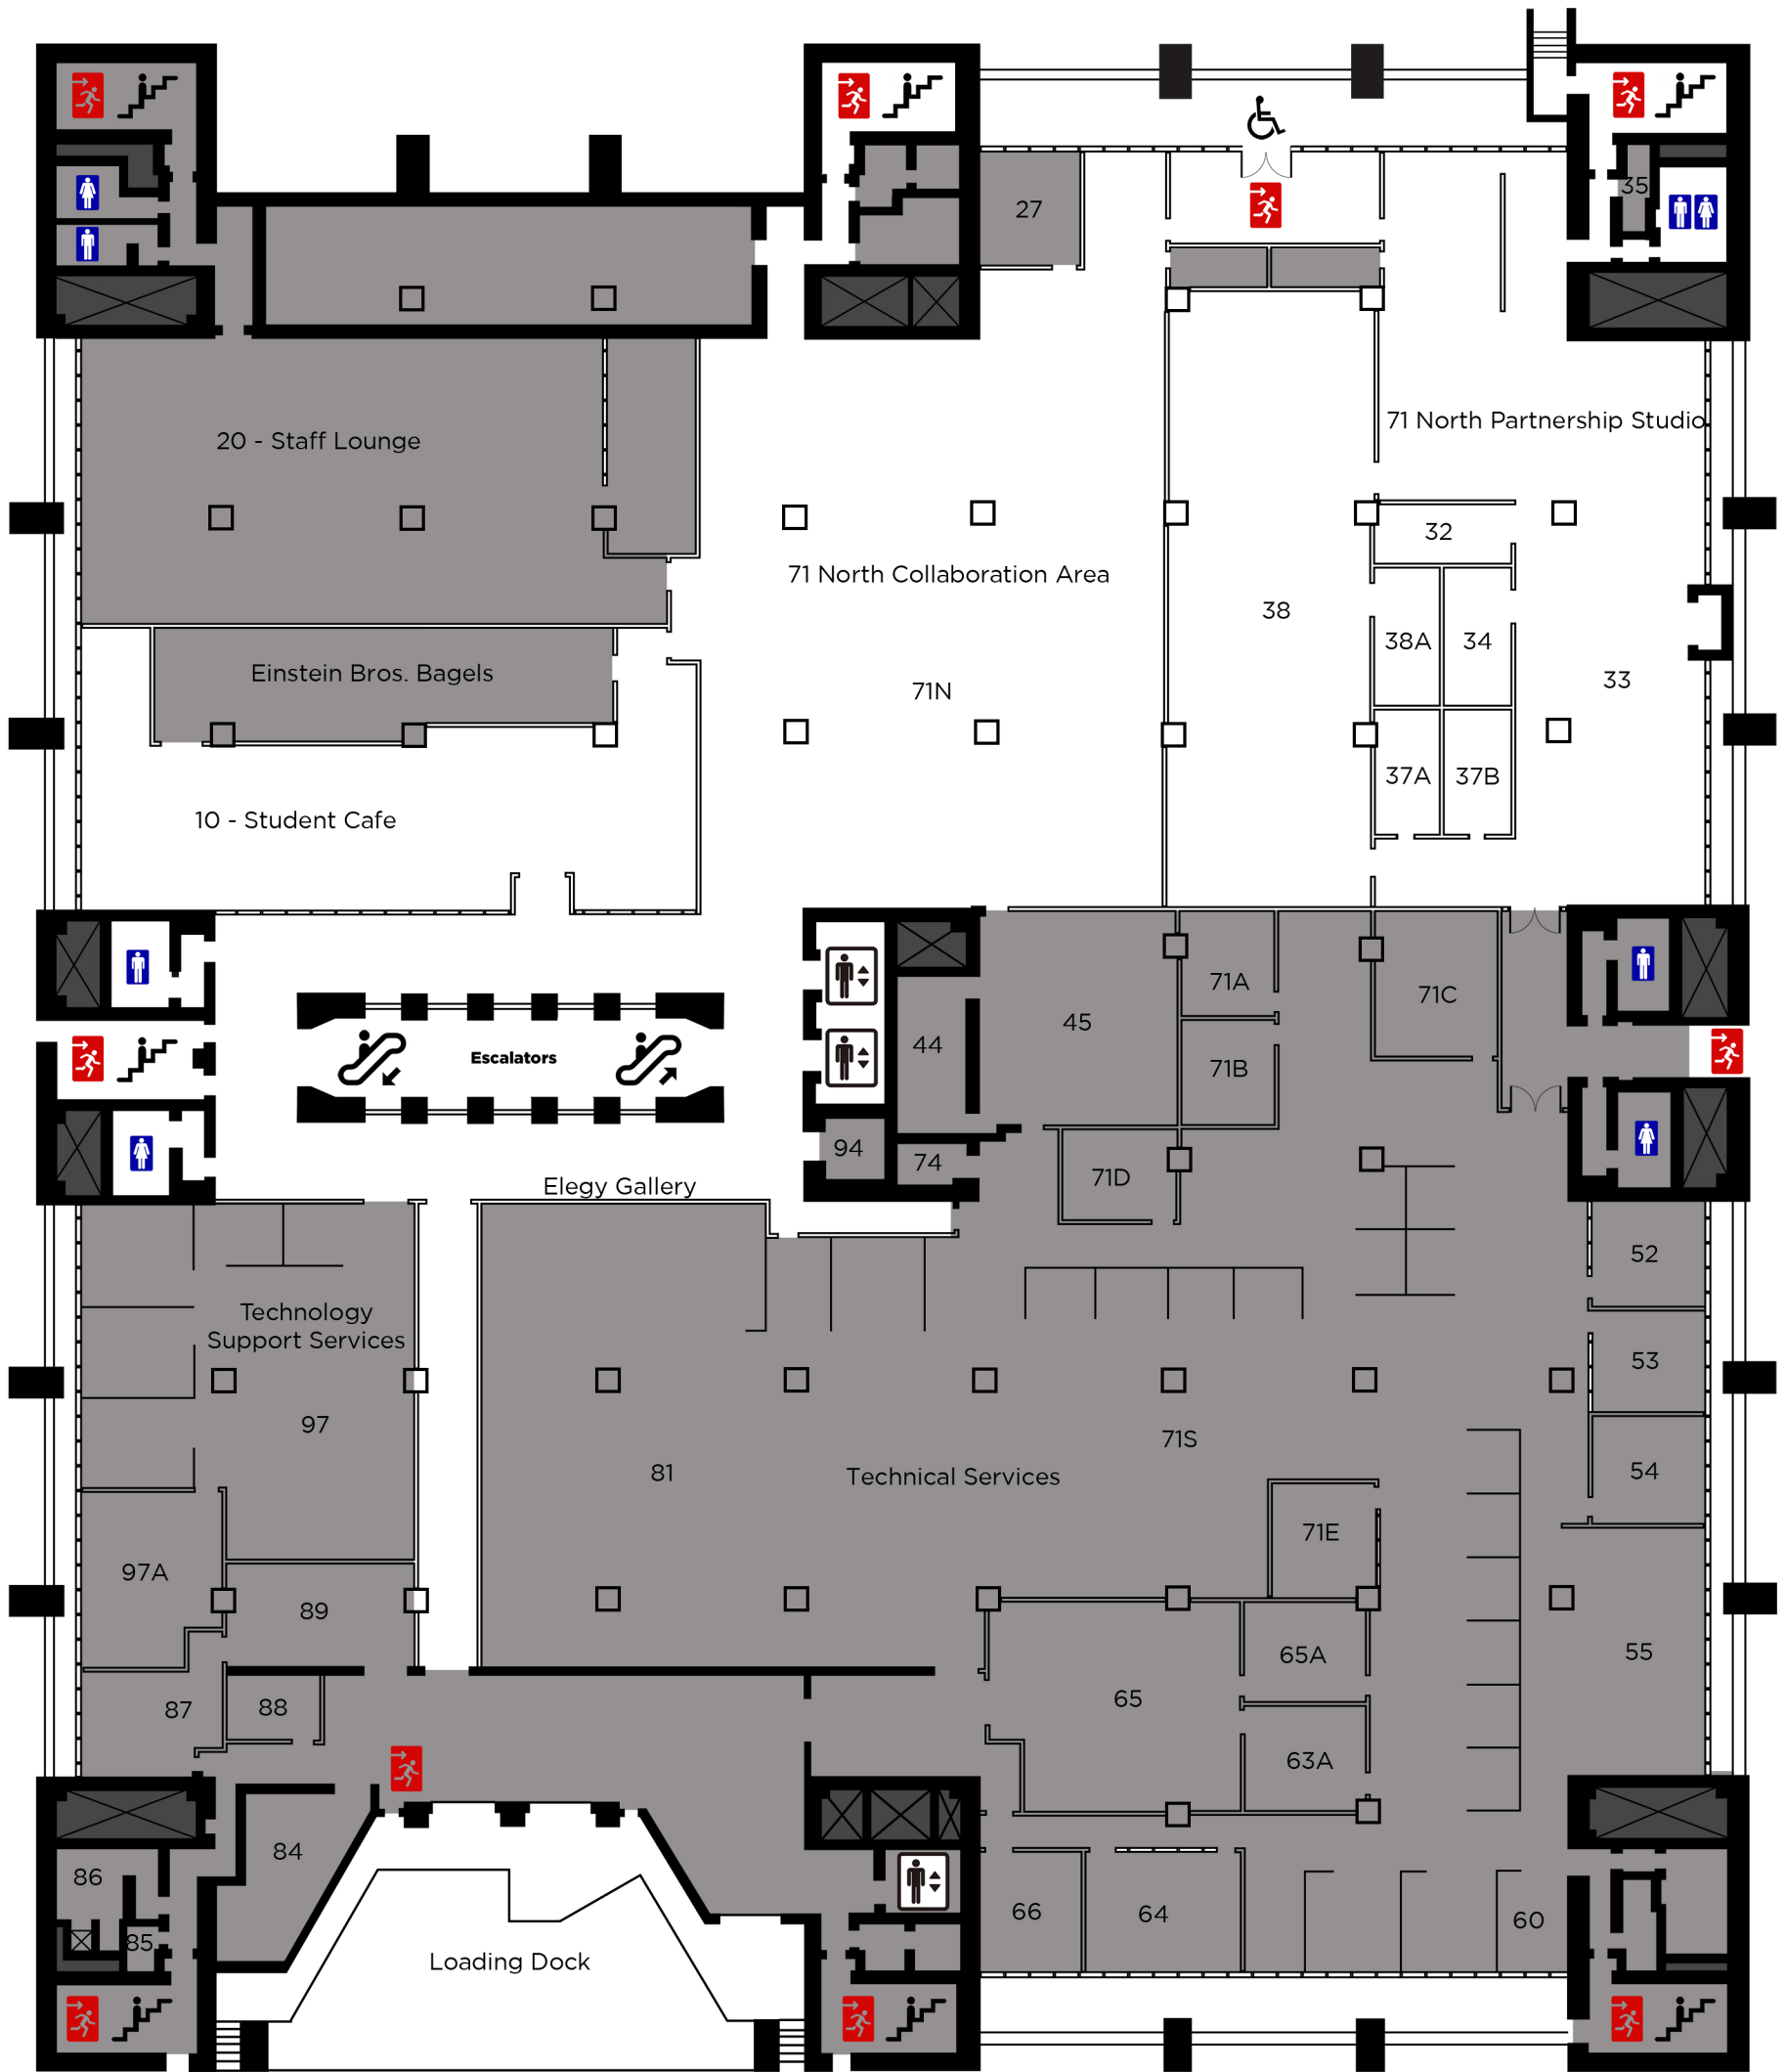 35
27
71 North Partnership Studio
20 - Staff Lounge
32
71 North Collaboration Area
38
38A
34
Einstein Bros. Bagels
33
71N
37A
37B
10 - Student Cafe
71A
71C
45
44
Escalators
71B
94
74
71D
Elegy Gallery
52
Technology
Support Services
53
97
71S
81
Technical Services
54
71E
97A
89
65A
55
65
88
87
63A
84
86
66
64
60
85
Loading Dock